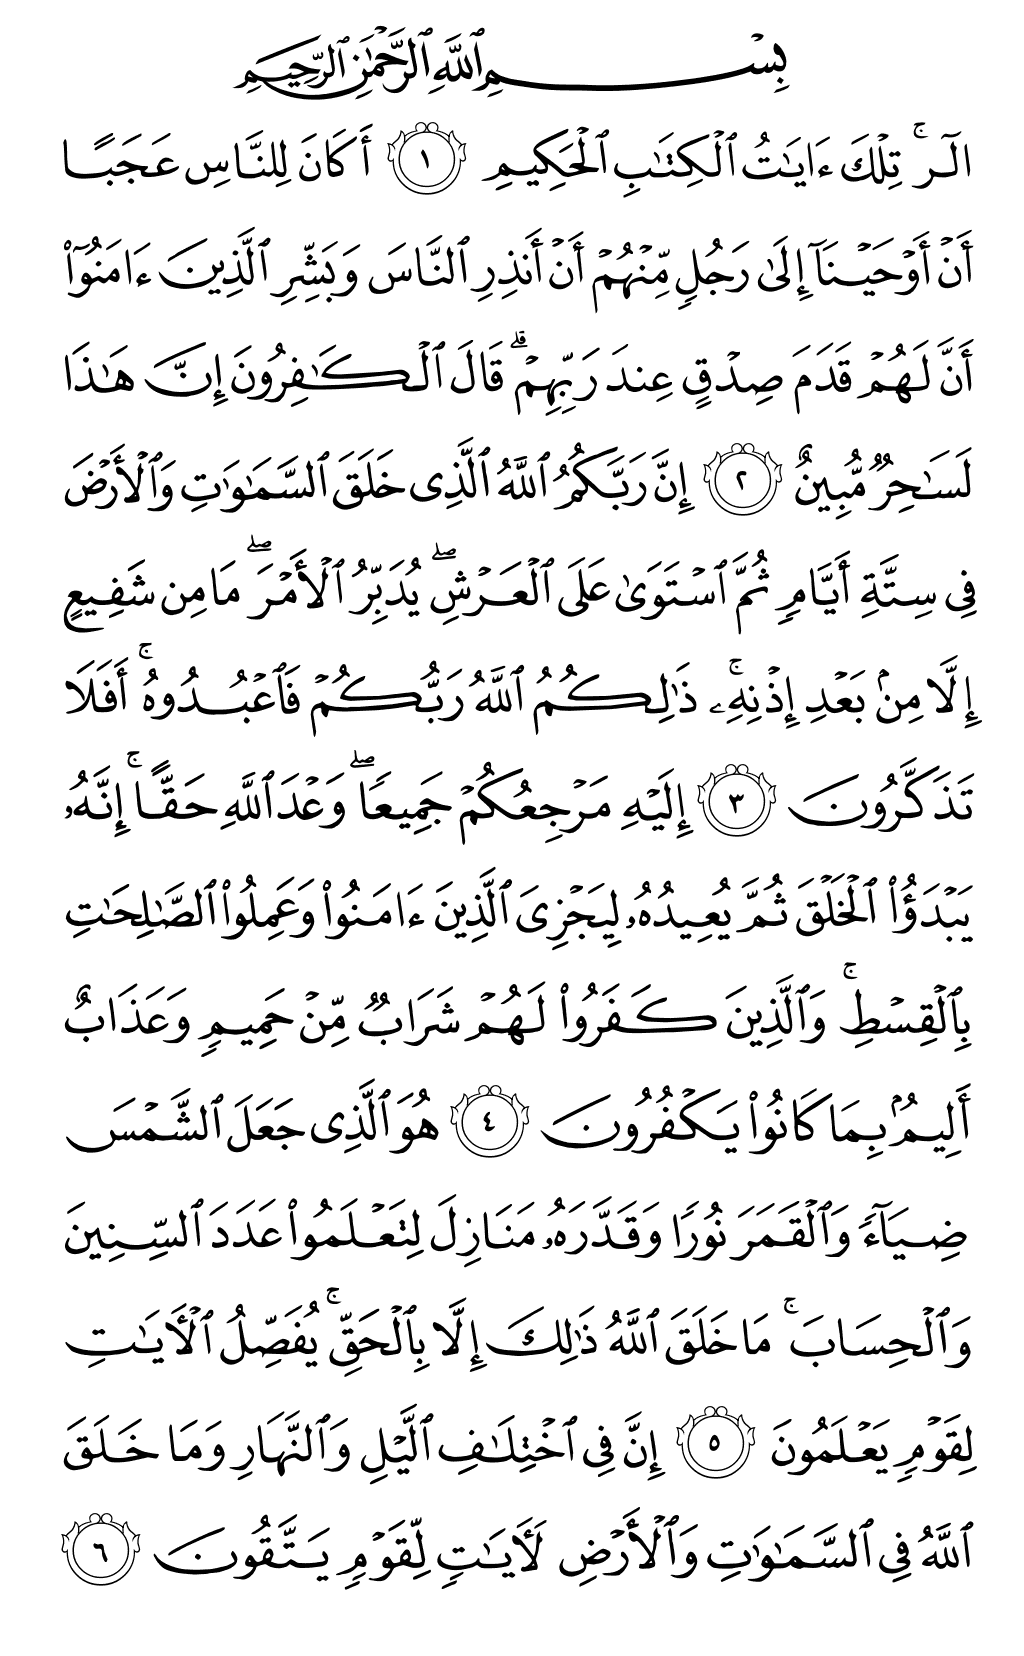 بِسۡمِ ٱللَّهِ ٱلرَّحۡمَٰنِ ٱلرَّحِيمِ
الٓرۚ تِلۡكَ ءَايَٰتُ ٱلۡكِتَٰبِ ٱلۡحَكِيمِ ١ أَكَانَ لِلنَّاسِ عَجَبًا
أَنۡ أَوۡحَيۡنَآ إِلَىٰ رَجُلٖ مِّنۡهُمۡ أَنۡ أَنذِرِ ٱلنَّاسَ وَبَشِّرِ ٱلَّذِينَ ءَامَنُوٓاْ
أَنَّ لَهُمۡ قَدَمَ صِدۡقٍ عِندَ رَبِّهِمۡۗ قَالَ ٱلۡكَٰفِرُونَ إِنَّ هَٰذَا
لَسَٰحِرٞ مُّبِينٌ ٢ إِنَّ رَبَّكُمُ ٱللَّهُ ٱلَّذِي خَلَقَ ٱلسَّمَٰوَٰتِ وَٱلۡأَرۡضَ
فِي سِتَّةِ أَيَّامٖ ثُمَّ ٱسۡتَوَىٰ عَلَى ٱلۡعَرۡشِۖ يُدَبِّرُ ٱلۡأَمۡرَۖ مَا مِن شَفِيعٍ
إِلَّا مِنۢ بَعۡدِ إِذۡنِهِۦۚ ذَٰلِكُمُ ٱللَّهُ رَبُّكُمۡ فَٱعۡبُدُوهُۚ أَفَلَا
تَذَكَّرُونَ ٣ إِلَيۡهِ مَرۡجِعُكُمۡ جَمِيعٗاۖ وَعۡدَ ٱللَّهِ حَقًّاۚ إِنَّهُۥ
يَبۡدَؤُاْ ٱلۡخَلۡقَ ثُمَّ يُعِيدُهُۥ لِيَجۡزِيَ ٱلَّذِينَ ءَامَنُواْ وَعَمِلُواْ ٱلصَّٰلِحَٰتِ
بِٱلۡقِسۡطِۚ وَٱلَّذِينَ كَفَرُواْ لَهُمۡ شَرَابٞ مِّنۡ حَمِيمٖ وَعَذَابٌ
أَلِيمُۢ بِمَا كَانُواْ يَكۡفُرُونَ ٤ هُوَ ٱلَّذِي جَعَلَ ٱلشَّمۡسَ
ضِيَآءٗ وَٱلۡقَمَرَ نُورٗا وَقَدَّرَهُۥ مَنَازِلَ لِتَعۡلَمُواْ عَدَدَ ٱلسِّنِينَ
وَٱلۡحِسَابَۚ مَا خَلَقَ ٱللَّهُ ذَٰلِكَ إِلَّا بِٱلۡحَقِّۚ يُفَصِّلُ ٱلۡأٓيَٰتِ
لِقَوۡمٖ يَعۡلَمُونَ ٥ إِنَّ فِي ٱخۡتِلَٰفِ ٱلَّيۡلِ وَٱلنَّهَارِ وَمَا خَلَقَ
ٱللَّهُ فِي ٱلسَّمَٰوَٰتِ وَٱلۡأَرۡضِ لَأٓيَٰتٖ لِّقَوۡمٖ يَتَّقُونَ ٦